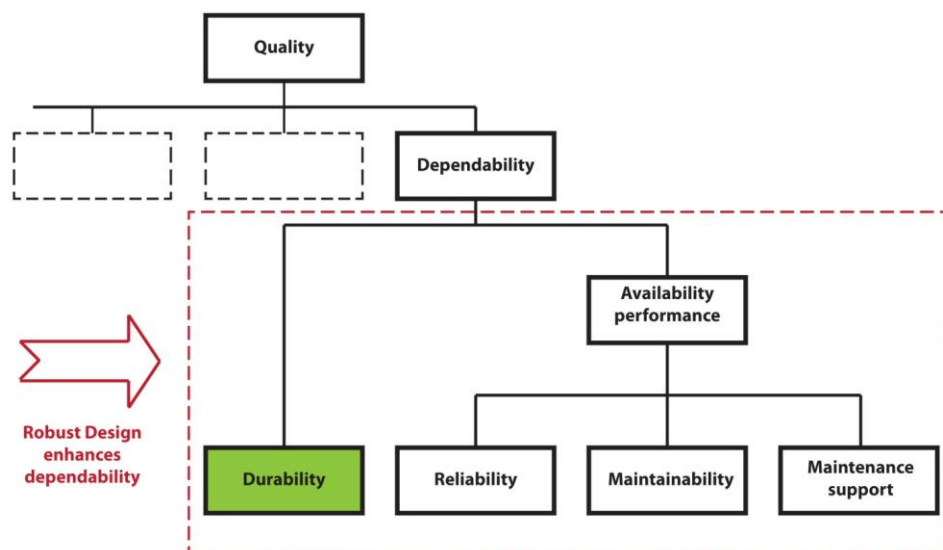 Quality
Dependability
Availability
performance
Robust Design
enhances
dependability
Durability
Reliability
Maintainability
Maintenance
support